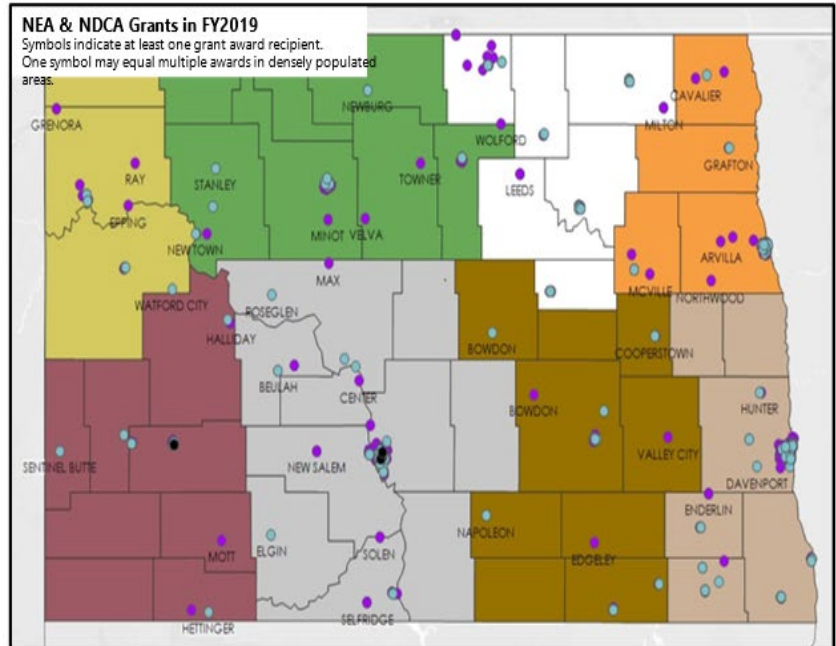 NEA & NDCA Grants in FY2019
Symbols indicate at least one grant award recipient.
One symbol may equal multiple awards in densely populated
areas.
CAVALIER
NEWBURG
GRENORA
MILTON
WOLFORD
GRAFTON
RAY
STANLEY
TOWNER
LEEDS
EPPING
MINOT
VELVA
NEW TOWN
ARVILLA
MAX
MCVILLE
NORTHWOOD
WATFORD CITY
ROSEGLEN
HALLIDAY
BOWDON
COOPERSTOWN
BEULAH
CENTER
BOWDON
HUNTER
SENTINEL BUTTE
NEW SALEM
VALLEY CITY
DAVENPORT
ENDERLIN
NAPOLEON
MOTT
ELGIN
SOLEN
EDGELEY
SELFRIDGE
HETTINGER